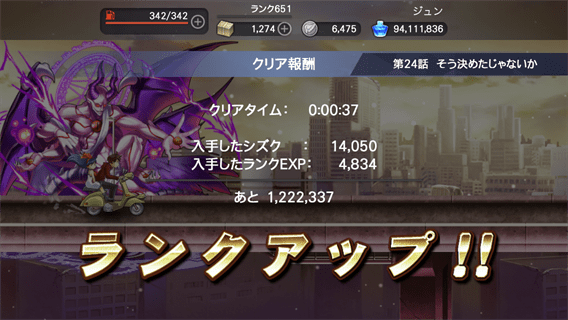 ランク651
ジュン
342/342
1,274
6,475
94,111,836
クリア報酬
第24話 そう決めたじゃないか
クリアタイム： 0:00:37
入手したシズク ： 14,050
入手したランクEXP： 4,834
あと 1,222,337
ランクアップ!!